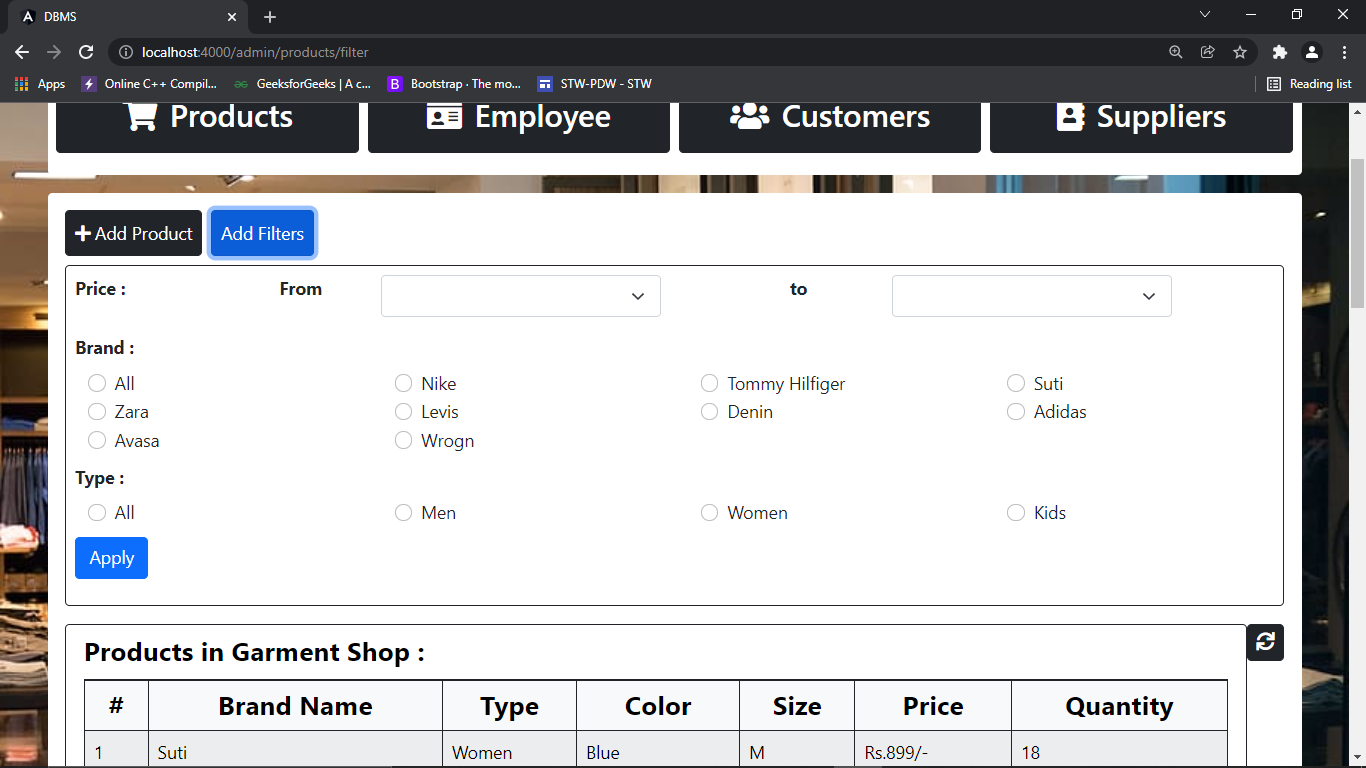 DBMS
localhost:4000/admin/products/filter
Apps Online C++ Compil... GeeksforGeeks | A c... Bootstrap · The mo... STW-PDW - STW Reading list
Products Employee Customers Suppliers
Add Product Add Filters
Price : From to
Brand :
All Nike Tommy Hilfiger Suti
Zara Levis Denin Adidas
Avasa Wrogn
Type :
All Men Women Kids
Apply
Products in Garment Shop :
# Brand Name Type Color Size Price Quantity
1 Suti Women Blue M Rs.899/- 18